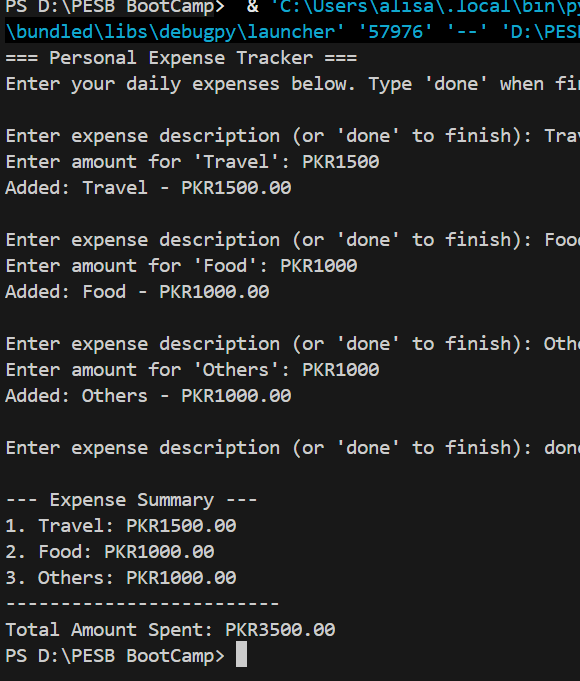 PS D:\PESB BootCamp>  & 'C:\Users\alisa\.local\bin\py
\bundled\libs\debugpy\launcher' '57976' '--' 'D:\PES
=== Personal Expense Tracker ===
Enter your daily expenses below. Type 'done' when fi

Enter expense description (or 'done' to finish): Tra
Enter amount for 'Travel': PKR1500
Added: Travel - PKR1500.00

Enter expense description (or 'done' to finish): Foo
Enter amount for 'Food': PKR1000
Added: Food - PKR1000.00

Enter expense description (or 'done' to finish): Oth
Enter amount for 'Others': PKR1000
Added: Others - PKR1000.00

Enter expense description (or 'done' to finish): don

--- Expense Summary ---
1. Travel: PKR1500.00
2. Food: PKR1000.00
3. Others: PKR1000.00
-------------------------
Total Amount Spent: PKR3500.00
PS D:\PESB BootCamp>